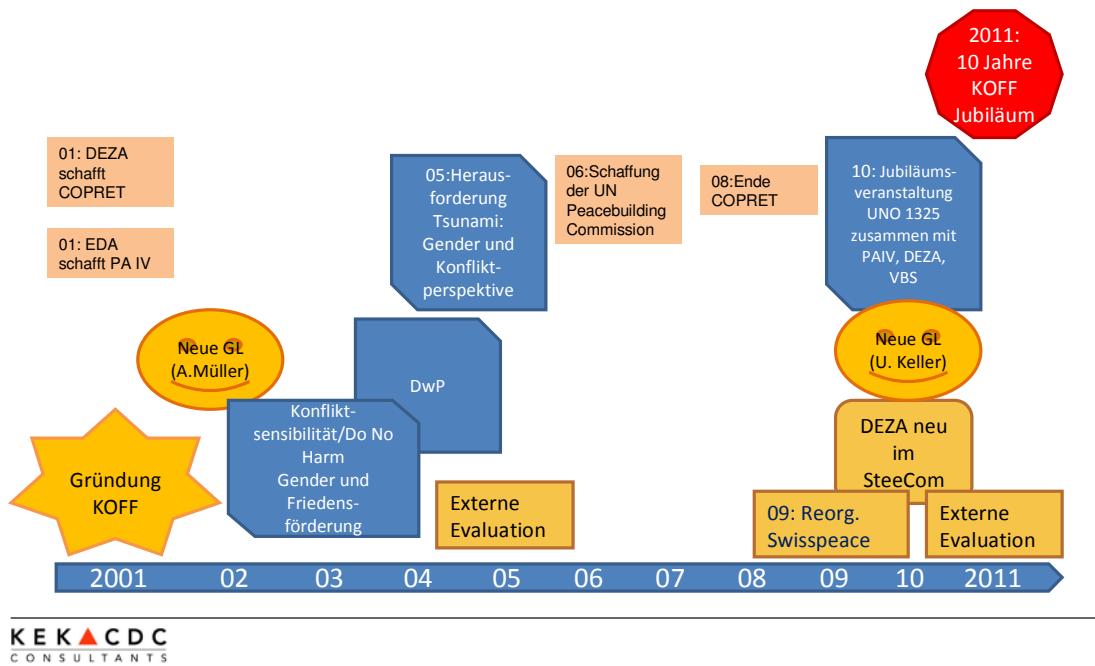 2011:
10 Jahre
KOFF
Jubiläum
01: DEZA
schafft
COPRET
01: EDA
schafft PA IV
05:Heraus-
forderung
Tsunami:
Gender und
Konflikt-
perspektive
06:Schaffung
der UN
Peacebuilding
Commission
08:Ende
COPRET
10: Jubiläums-
veranstaltung
UNO 1325
zusammen mit
PAIV, DEZA,
VBS
Neue GL
(A.Müller)
DwP
Neue GL
(U. Keller)
Gründung
KOFF
Konflikt-
sensibilität/Do No
Harm
Gender und
Friedens-
förderung
Externe
Evaluation
DEZA neu
im
SteeCom
09: Reorg.
Swisspeace
Externe
Evaluation
2001 02 03 04 05 06 07 08 09 10 2011
KEK CDC
CONSULTANTS